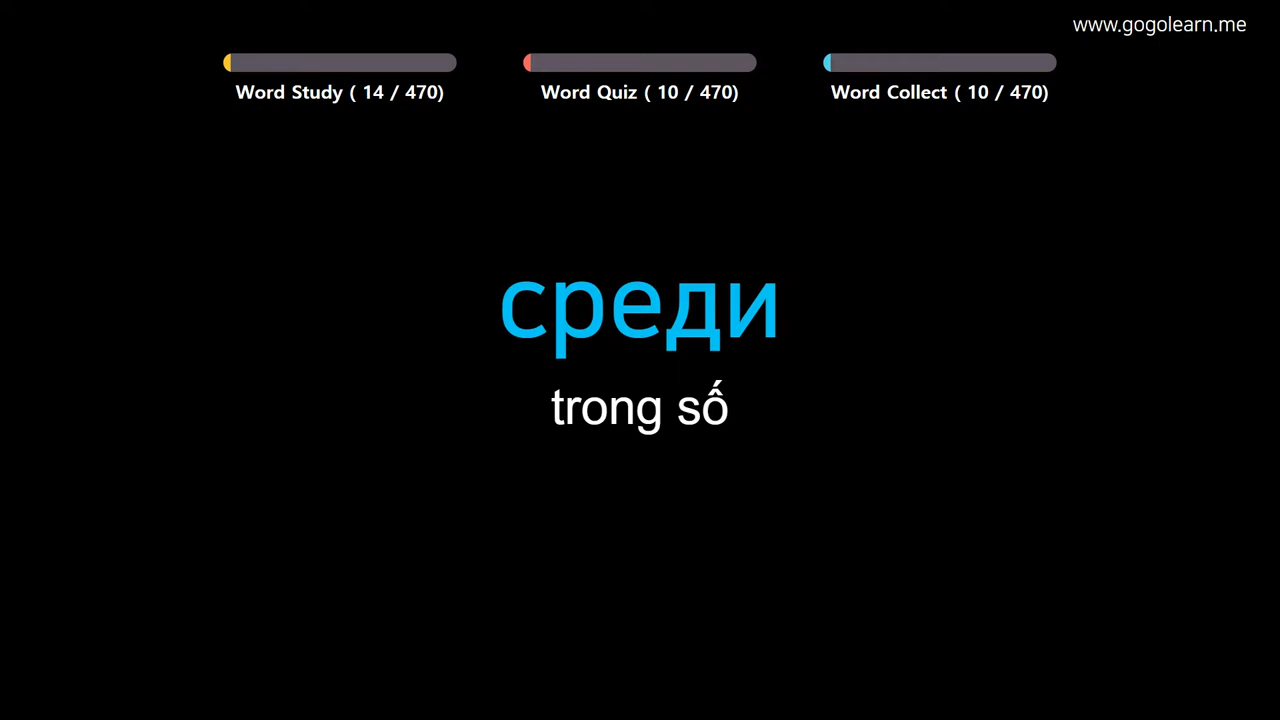 www.gogolearn.me
Word Study ( 14 / 470)
Word Quiz ( 10 / 470)
Word Collect ( 10 / 470)
среди
trong số